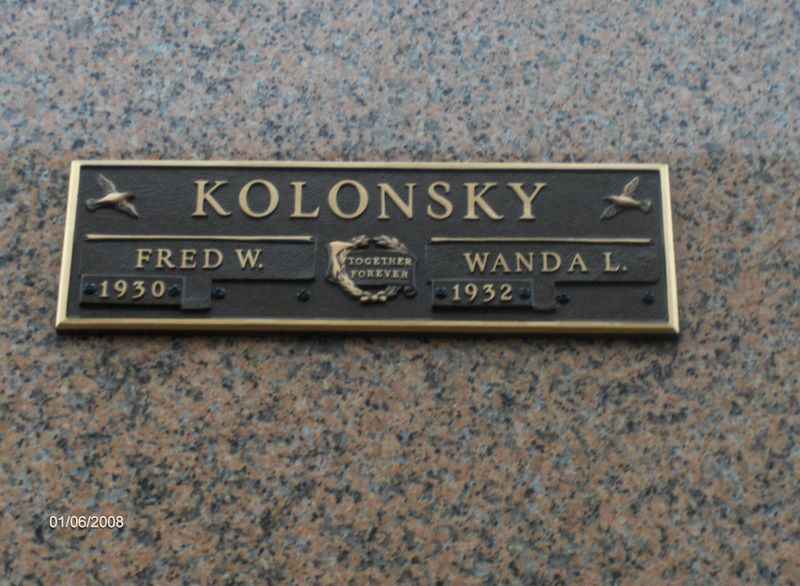 KOLONSKY
FRED W.
1930
TOGETHER
FOREVER
WANDA L.
1932
01/06/2008